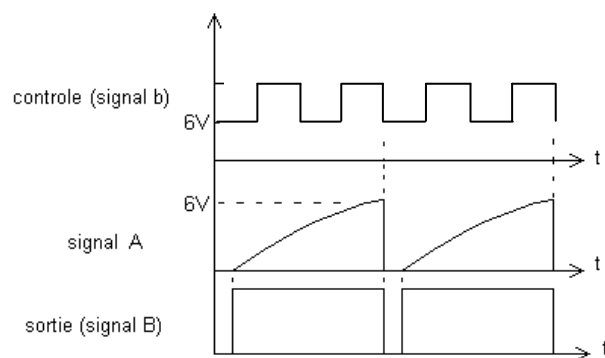 controle (signal b)
6V
t
6V
signal A
t
sortie (signal B)
t